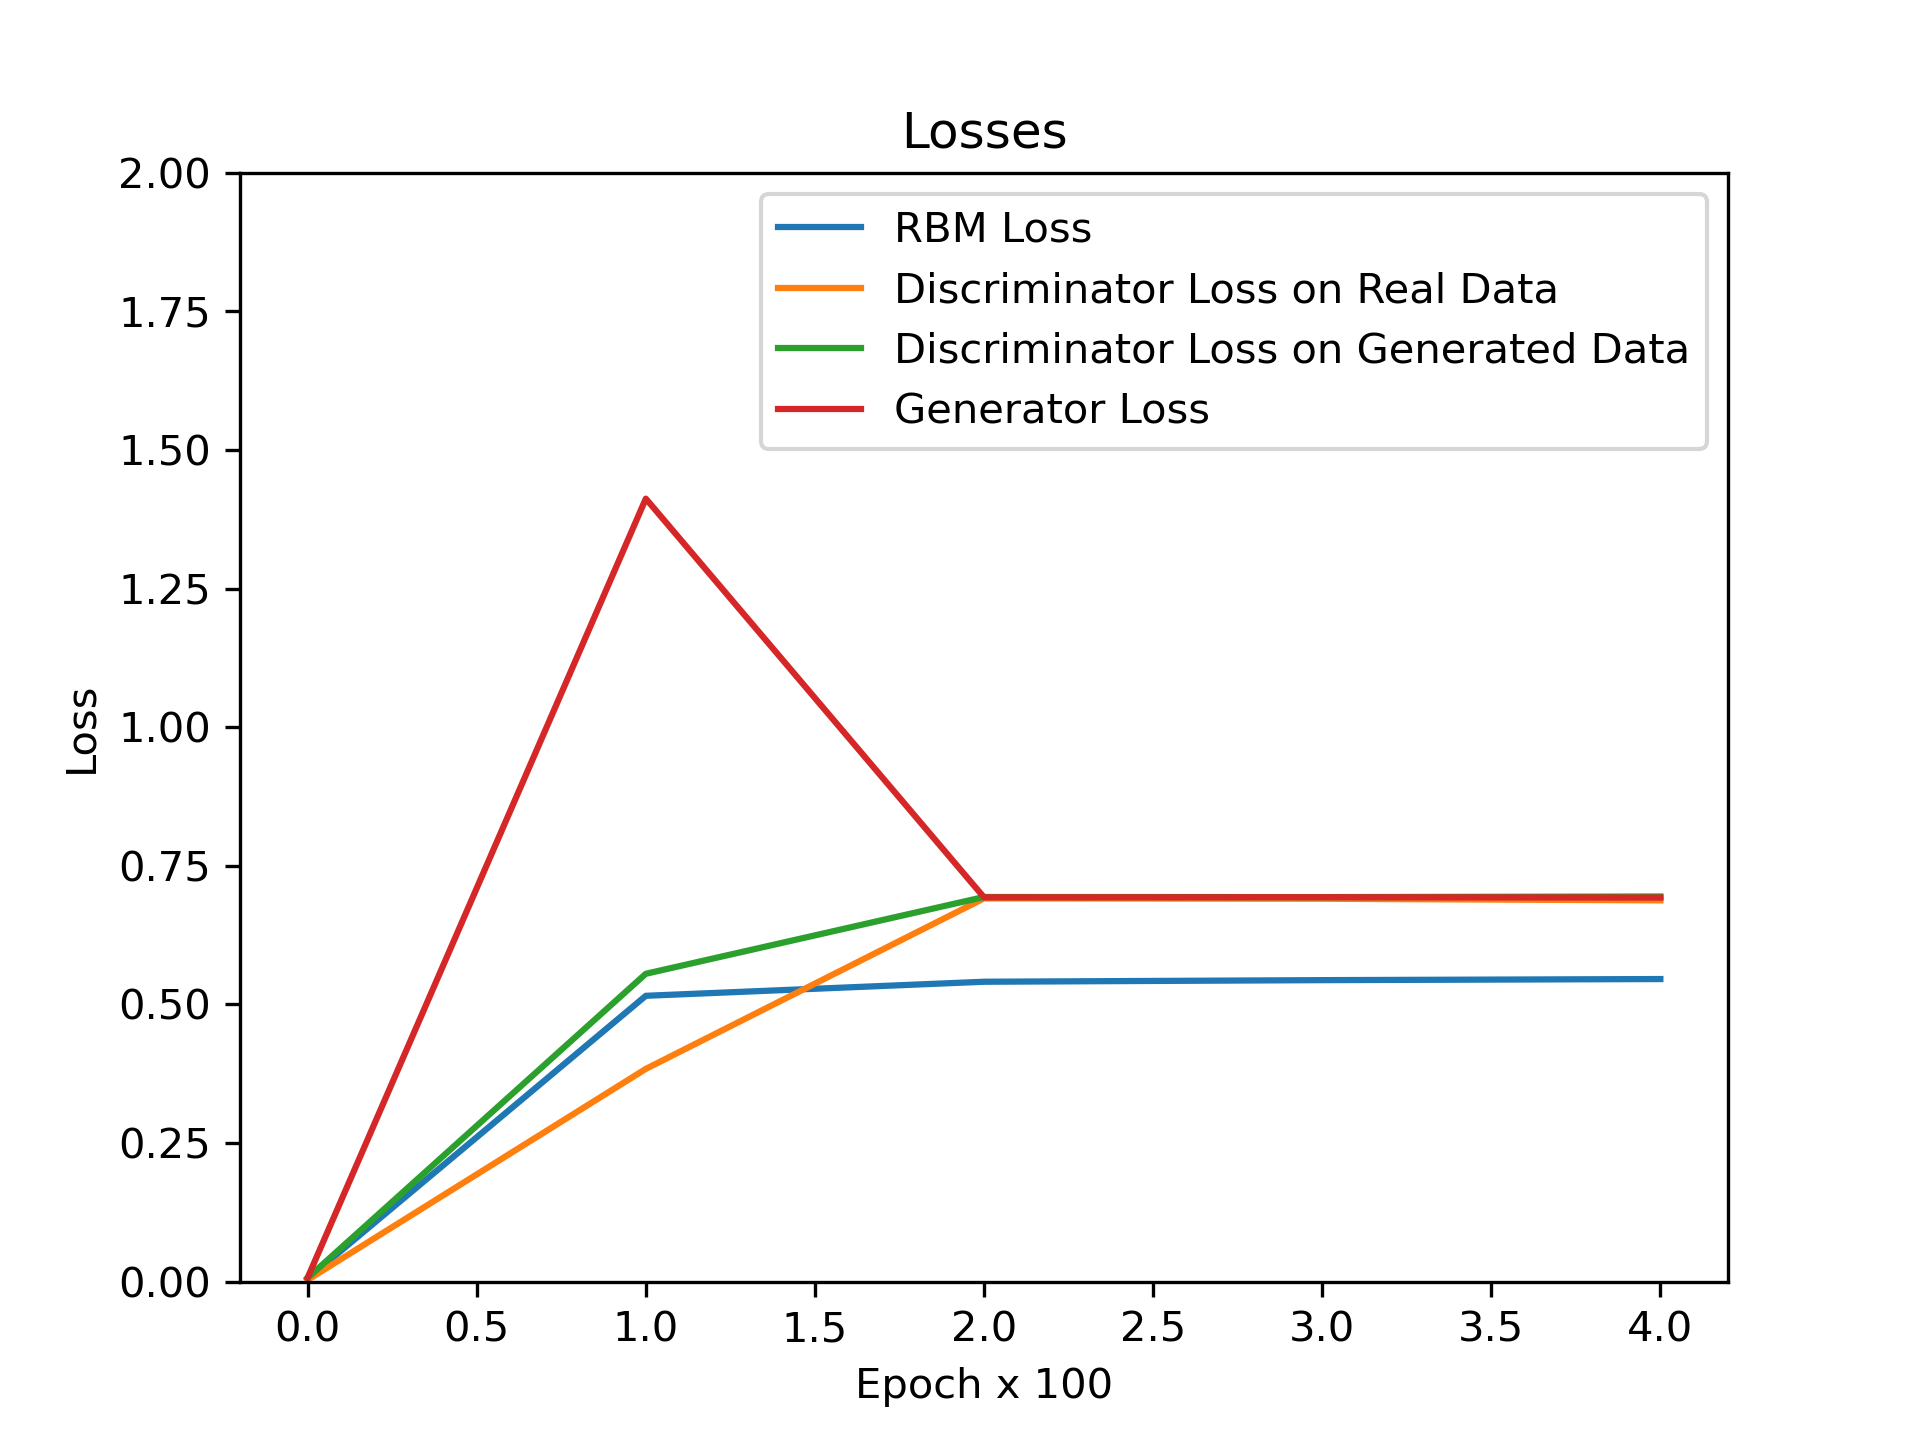 Losses
2.00
1.75
1.50
1.25
1.00
0.75
0.50
0.25
0.00
Loss
RBM Loss
Discriminator Loss on Real Data
Discriminator Loss on Generated Data
Generator Loss
0.0 0.5 1.0 1.5 2.0 2.5 3.0 3.5 4.0
Epoch x 100